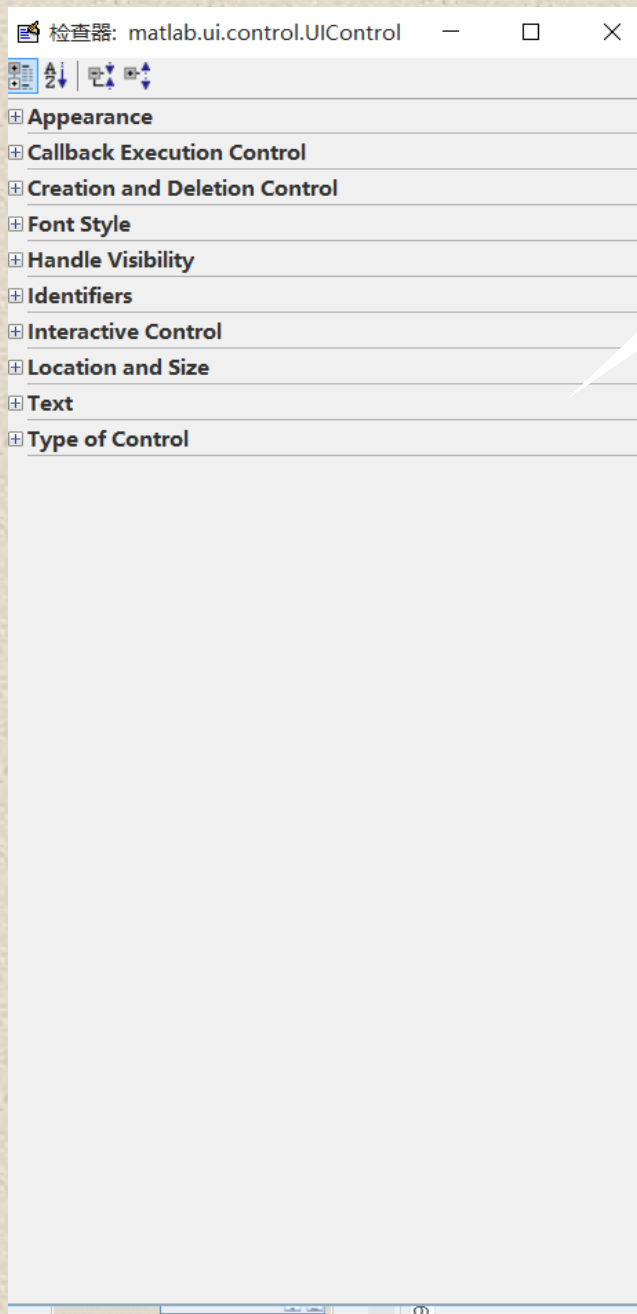 检查器: matlab.ui.control.UIControl
Appearance
Callback Execution Control
Creation and Deletion Control
Font Style
Handle Visibility
Identifiers
Interactive Control
Location and Size
Text
Type of Control